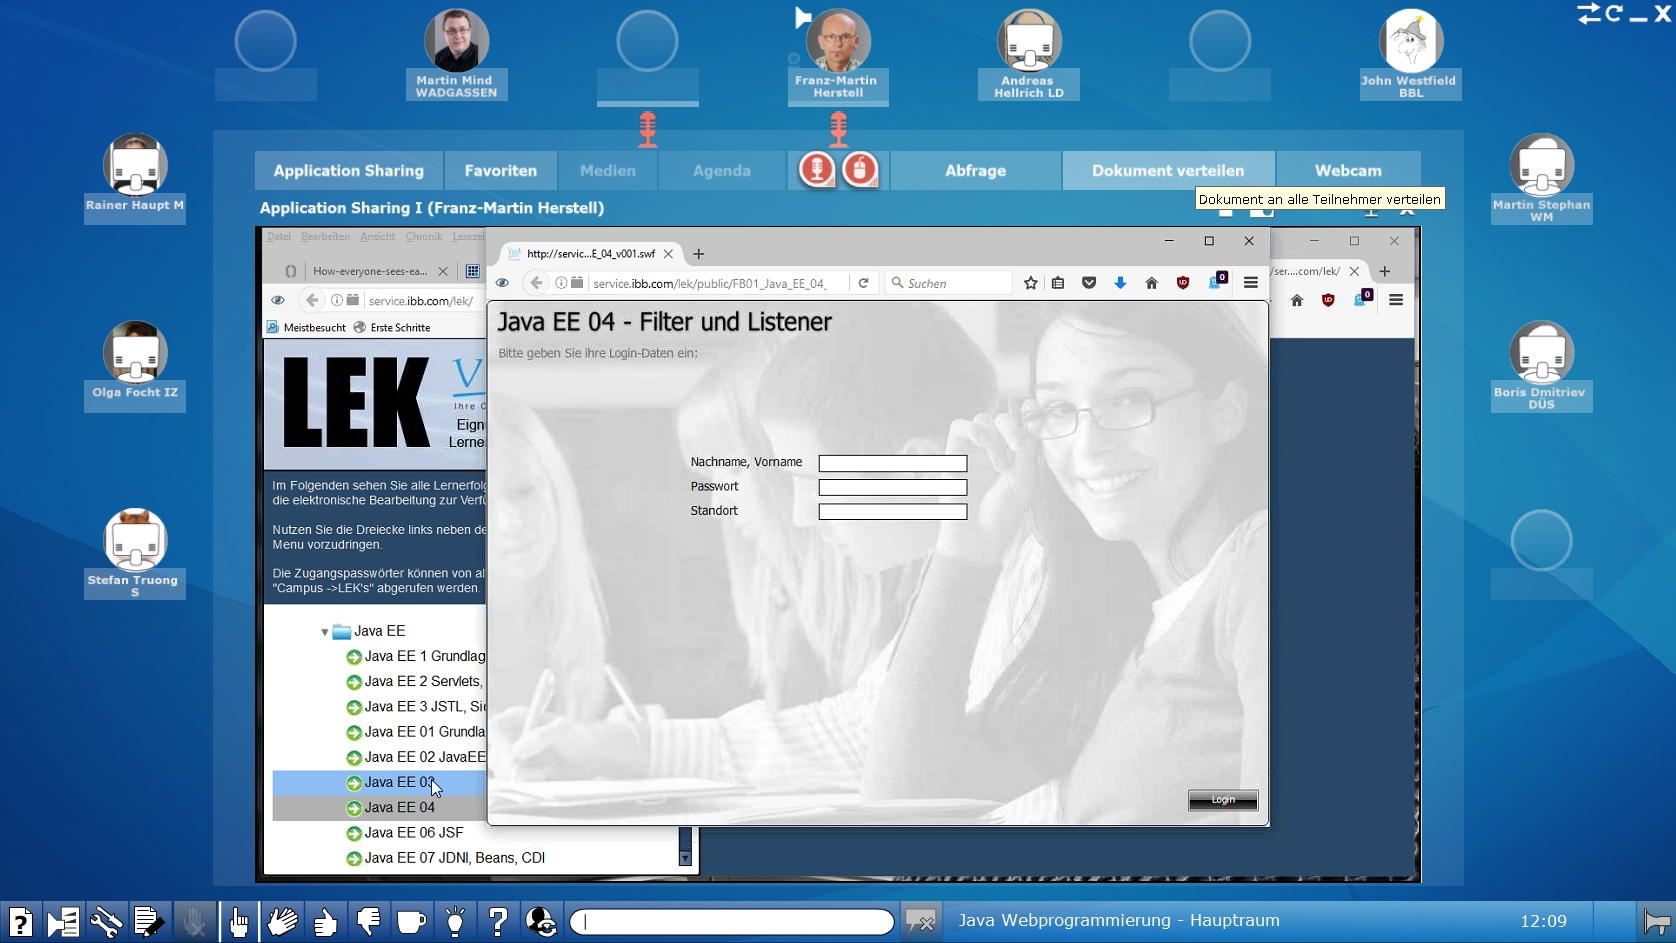 Martin Mind
WADGASSEN
Franz-Martin
Herstell
Andreas
Hellrich LD
John Westfield
BBL
Rainer Haupt M
Olga Focht IZ
Stefan Truong
S
Martin Stephan
WM
Boris Dmitriev
DÜS
Application Sharing
Favoriten
Medien
Agenda
Abfrage
Dokument verteilen
Webcam
Dokument an alle Teilnehmer verteilen
Application Sharing I (Franz-Martin Herstell)
Datei Bearbeiten Ansicht Chronik Lesezei
How-everyone-sees-ea...
http://servic...E_04_v001.swf
/ser....com/lek/
service.ibb.com/lek/
service.ibb.com/lek/public/FB01_Java_EE_04_
Suchen
0
0
Meistbesucht
Erste Schritte
LEK
V
Ihre O
Eign
Lerner
Im Folgenden sehen Sie alle Lernerfolg
die elektronische Bearbeitung zur Verfü
Nutzen Sie die Dreiecke links neben de
Menu vorzudringen.
Die Zugangspasswörter können von al
"Campus ->LEK's" abgerufen werden.
Java EE
Java EE 1 Grundlag
Java EE 2 Servlets,
Java EE 3 JSTL, Sic
Java EE 01 Grundla
Java EE 02 JavaEE
Java EE 03
Java EE 04
Java EE 06 JSF
Java EE 07 JDNI, Beans, CDI
Java EE 04 - Filter und Listener
Bitte geben Sie ihre Login-Daten ein:
Nachname, Vorname
Passwort
Standort
Login
Java Webprogrammierung - Hauptraum
12:09